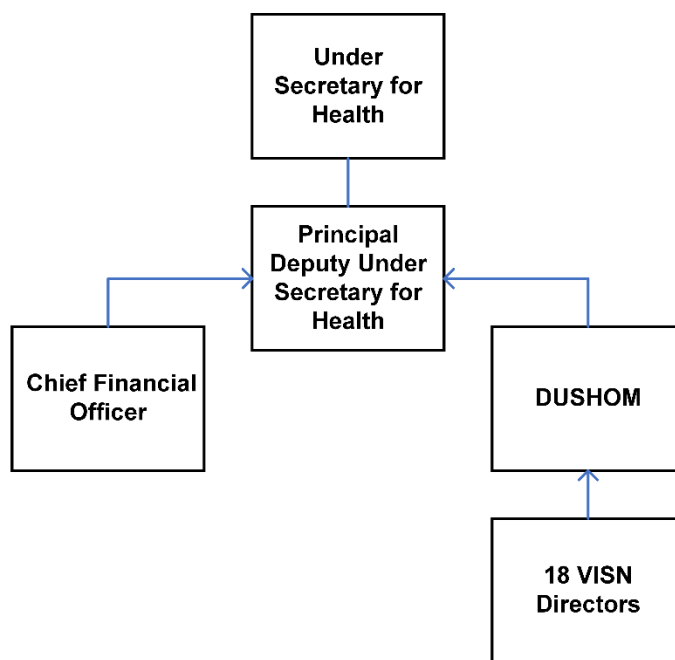 Under
Secretary for
Health
Principal
Deputy Under
Secretary for
Health
Chief Financial
Officer
DUSHOM
18 VISN
Directors